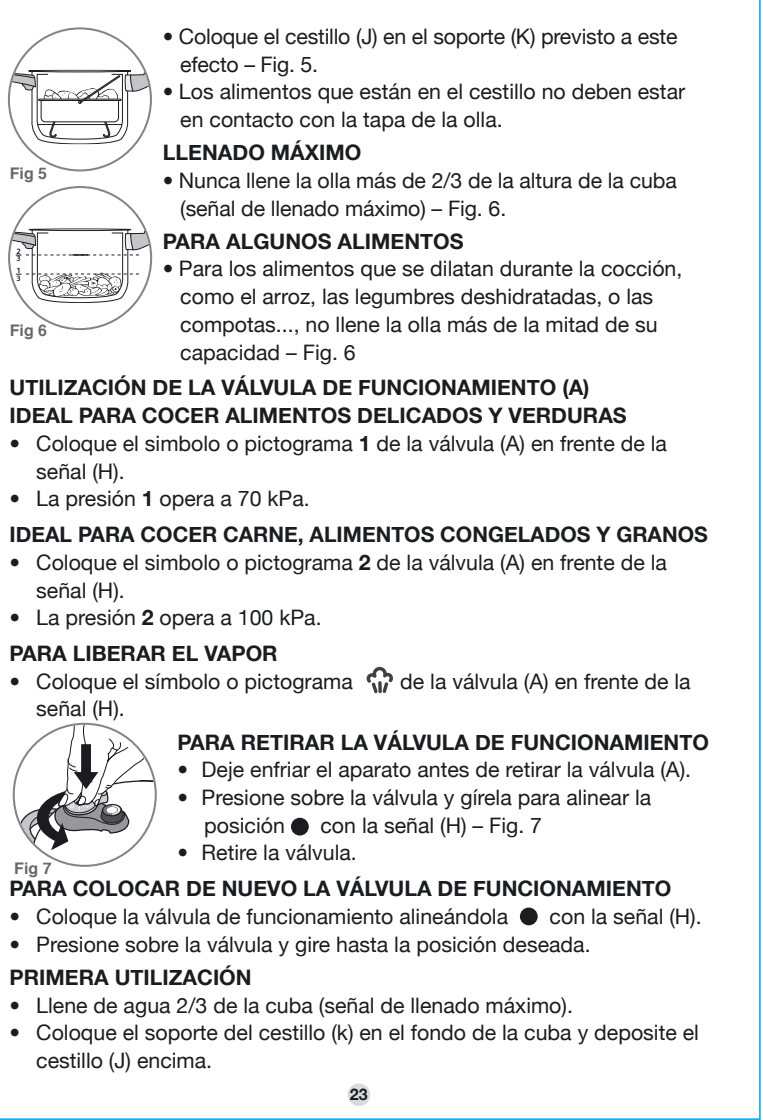 • Coloque el cestillo (J) en el soporte (K) previsto a este
efecto – Fig. 5.
• Los alimentos que están en el cestillo no deben estar
en contacto con la tapa de la olla.
Fig 5
LLENADO MÁXIMO
• Nunca llene la olla más de 2/3 de la altura de la cuba
(señal de llenado máximo) – Fig. 6.
PARA ALGUNOS ALIMENTOS
• Para los alimentos que se dilatan durante la cocción,
como el arroz, las legumbres deshidratadas, o las
compotas..., no llene la olla más de la mitad de su
capacidad – Fig. 6
2/3
1/3
Fig 6
UTILIZACIÓN DE LA VÁLVULA DE FUNCIONAMIENTO (A)
IDEAL PARA COCER ALIMENTOS DELICADOS Y VERDURAS
• Coloque el simbolo o pictograma 1 de la válvula (A) en frente de la
señal (H).
• La presión 1 opera a 70 kPa.
IDEAL PARA COCER CARNE, ALIMENTOS CONGELADOS Y GRANOS
• Coloque el simbolo o pictograma 2 de la válvula (A) en frente de la
señal (H).
• La presión 2 opera a 100 kPa.
PARA LIBERAR EL VAPOR
• Coloque el símbolo o pictograma de la válvula (A) en frente de la
señal (H).
PARA RETIRAR LA VÁLVULA DE FUNCIONAMIENTO
• Deje enfriar el aparato antes de retirar la válvula (A).
• Presione sobre la válvula y gírela para alinear la
posición ● con la señal (H) – Fig. 7
• Retire la válvula.
Fig 7
PARA COLOCAR DE NUEVO LA VÁLVULA DE FUNCIONAMIENTO
• Coloque la válvula de funcionamiento alineándola ● con la señal (H).
• Presione sobre la válvula y gire hasta la posición deseada.
PRIMERA UTILIZACIÓN
• Llene de agua 2/3 de la cuba (señal de llenado máximo).
• Coloque el soporte del cestillo (k) en el fondo de la cuba y deposite el
cestillo (J) encima.
23